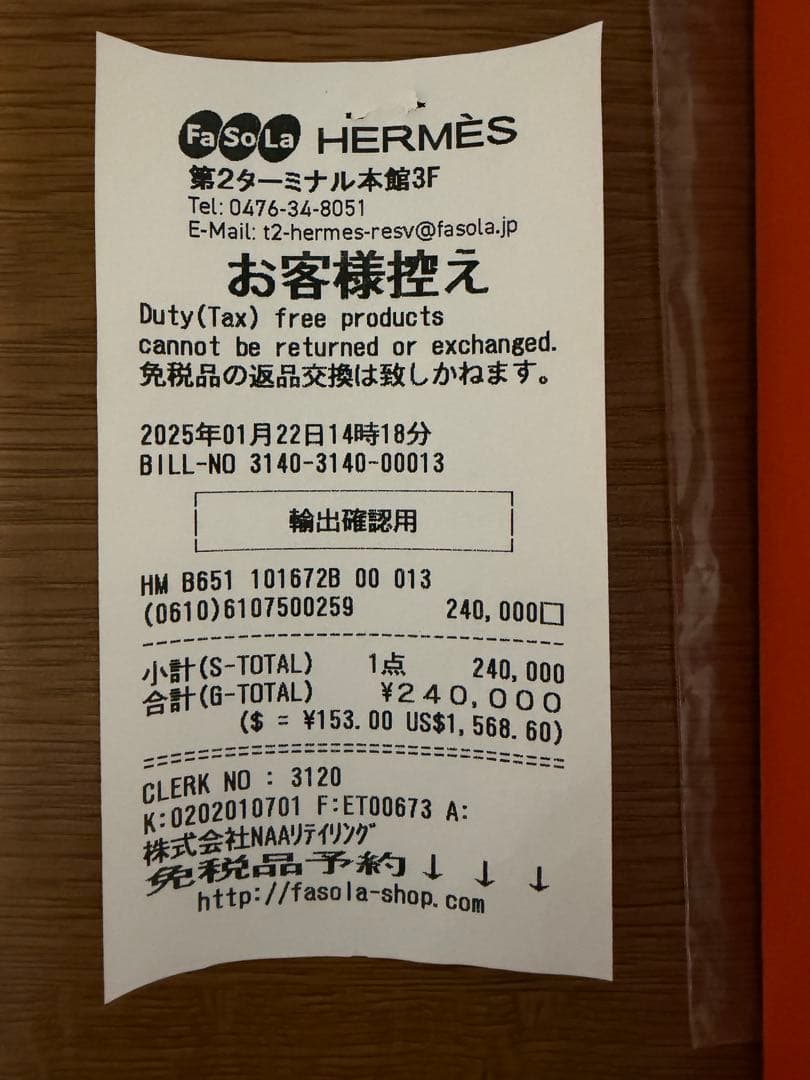 FaSoLa HERMÈS
第2ターミナル本館3F
Tel: 0476-34-8051
E-Mail: t2-hermes-resv@fasola.jp
お客様控え
Duty(Tax) free products
cannot be returned or exchanged.
免税品の返品交換は致しかねます。
2025年01月22日14時18分
BILL-NO 3140-3140-00013
輸出確認用
HM B651 101672B 00 013
(0610)6107500259 240,000□
小計(S-TOTAL) 1点 240,000
合計(G-TOTAL) ¥240,000
($ = ¥153.00 US$1,568.60)
CLERK NO : 3120
K:0202010701 F:ET00673 A:
株式会社NAAリテイリング
免税品予約↓ ↓ ↓
http://fasola-shop.com